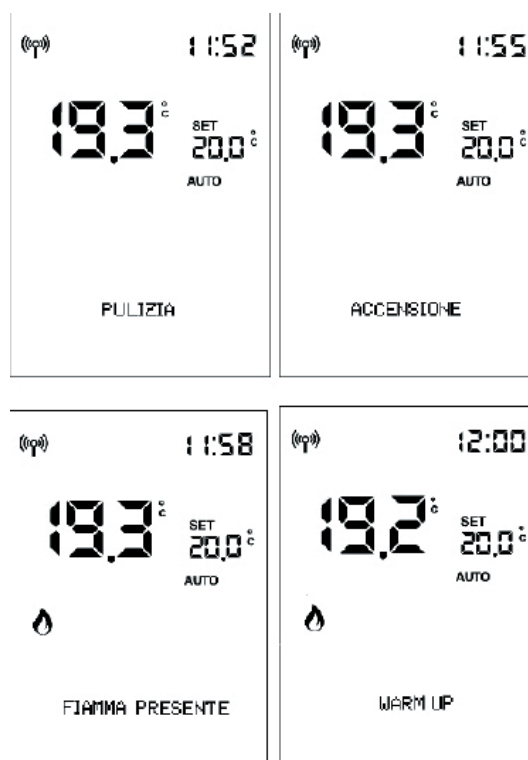 11:52
19.3 °C
SET
20.0 °C
AUTO
PULIZIA
11:55
19.3 °C
SET
20.0 °C
AUTO
ACCENSIONE
11:58
19.3 °C
SET
20.0 °C
AUTO
FIAMMA PRESENTE
12:00
19.2 °C
SET
20.0 °C
AUTO
WARM UP